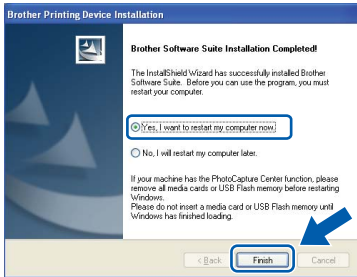 Brother Printing Device Installation
Brother Software Suite Installation Completed!
The InstallShield Wizard has successfully installed Brother
Software Suite. Before you can use the program, you must
restart your computer.
Yes, I want to restart my computer now.
No, I will restart my computer later.
If your machine has the PhotoCapture Center function, please
remove all media cards or USB Flash memory before restarting
Windows.
Please do not insert a media card or USB Flash memory until
Windows has finished loading.
< Back
Finish
Cancel